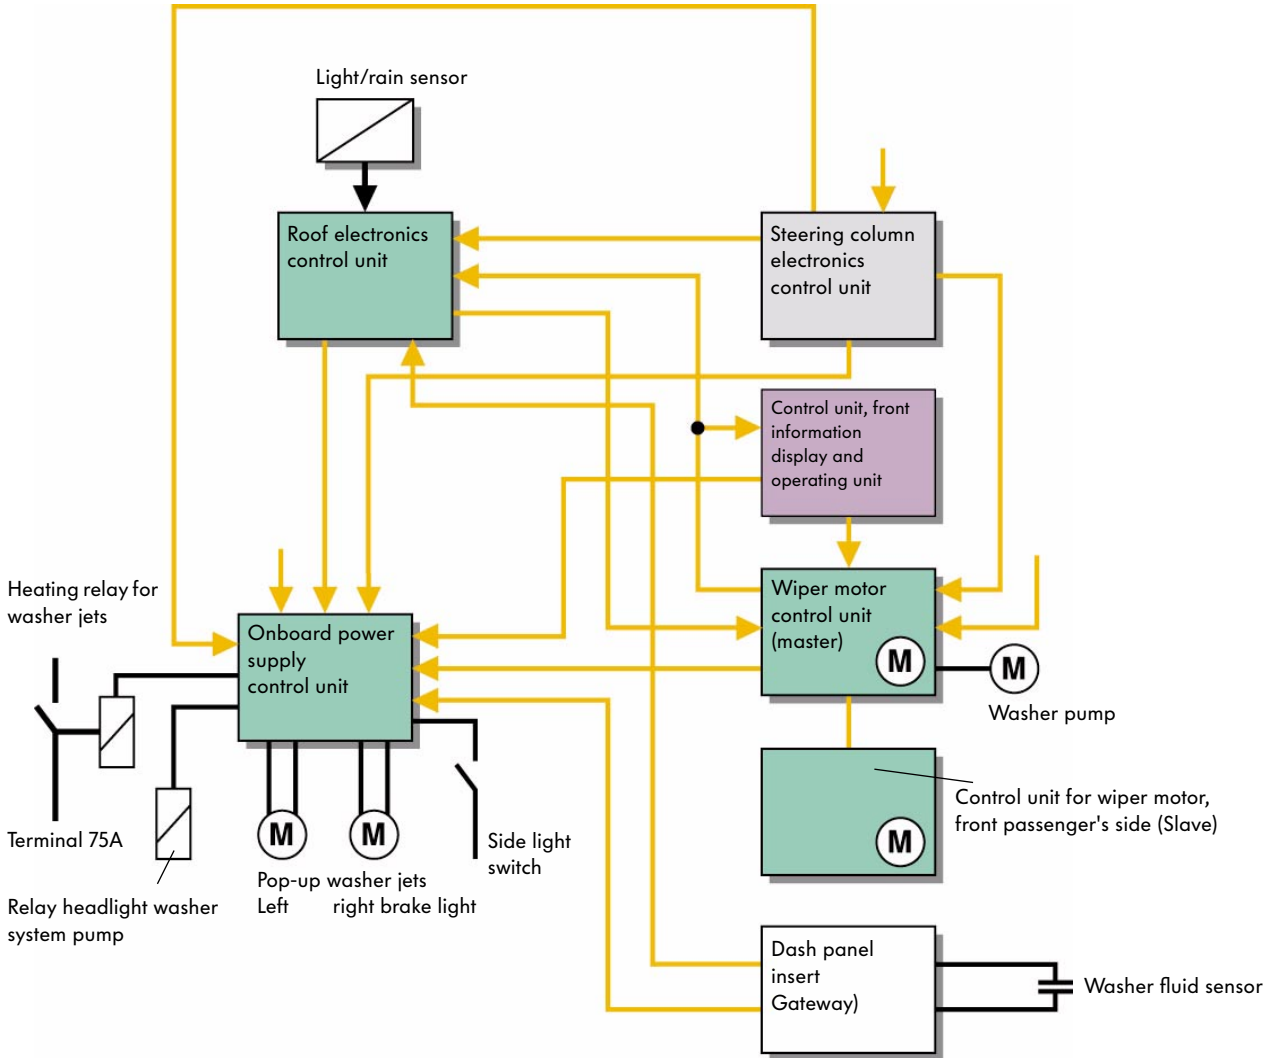 Light/rain sensor
Roof electronics
control unit
Steering column
electronics
control unit
Control unit, front
information
display and
operating unit
Heating relay for
washer jets
Onboard power
supply
control unit
Wiper motor
control unit
(master)
M
M
Washer pump
Terminal 75A
Relay headlight washer
system pump
M
M
Pop-up washer jets
Left right brake light
Side light
switch
M
Control unit for wiper motor,
front passenger's side (Slave)
Dash panel
insert
Gateway)
Washer fluid sensor